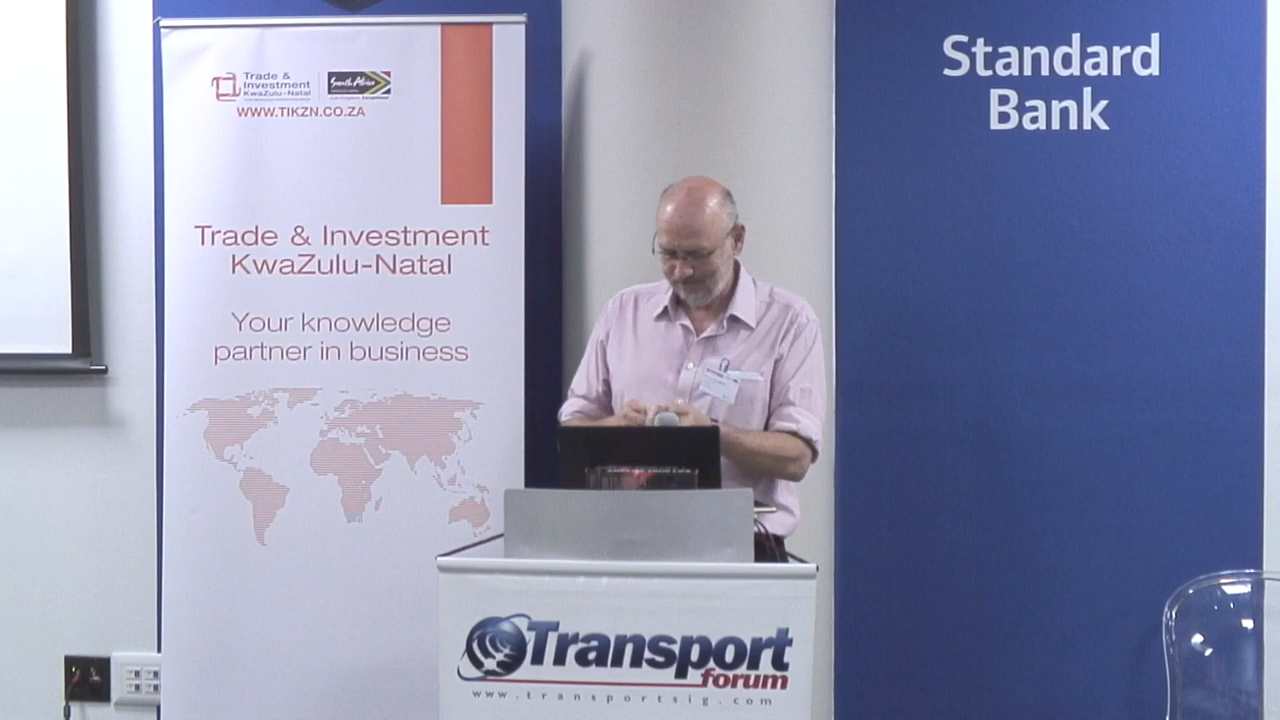 Trade &
Investment
KwaZulu-Natal
South Africa
WWW.TIKZN.CO.ZA
Trade & Investment
KwaZulu-Natal
Your knowledge
partner in business
Standard
Bank
Transport
forum
www.transportsig.com